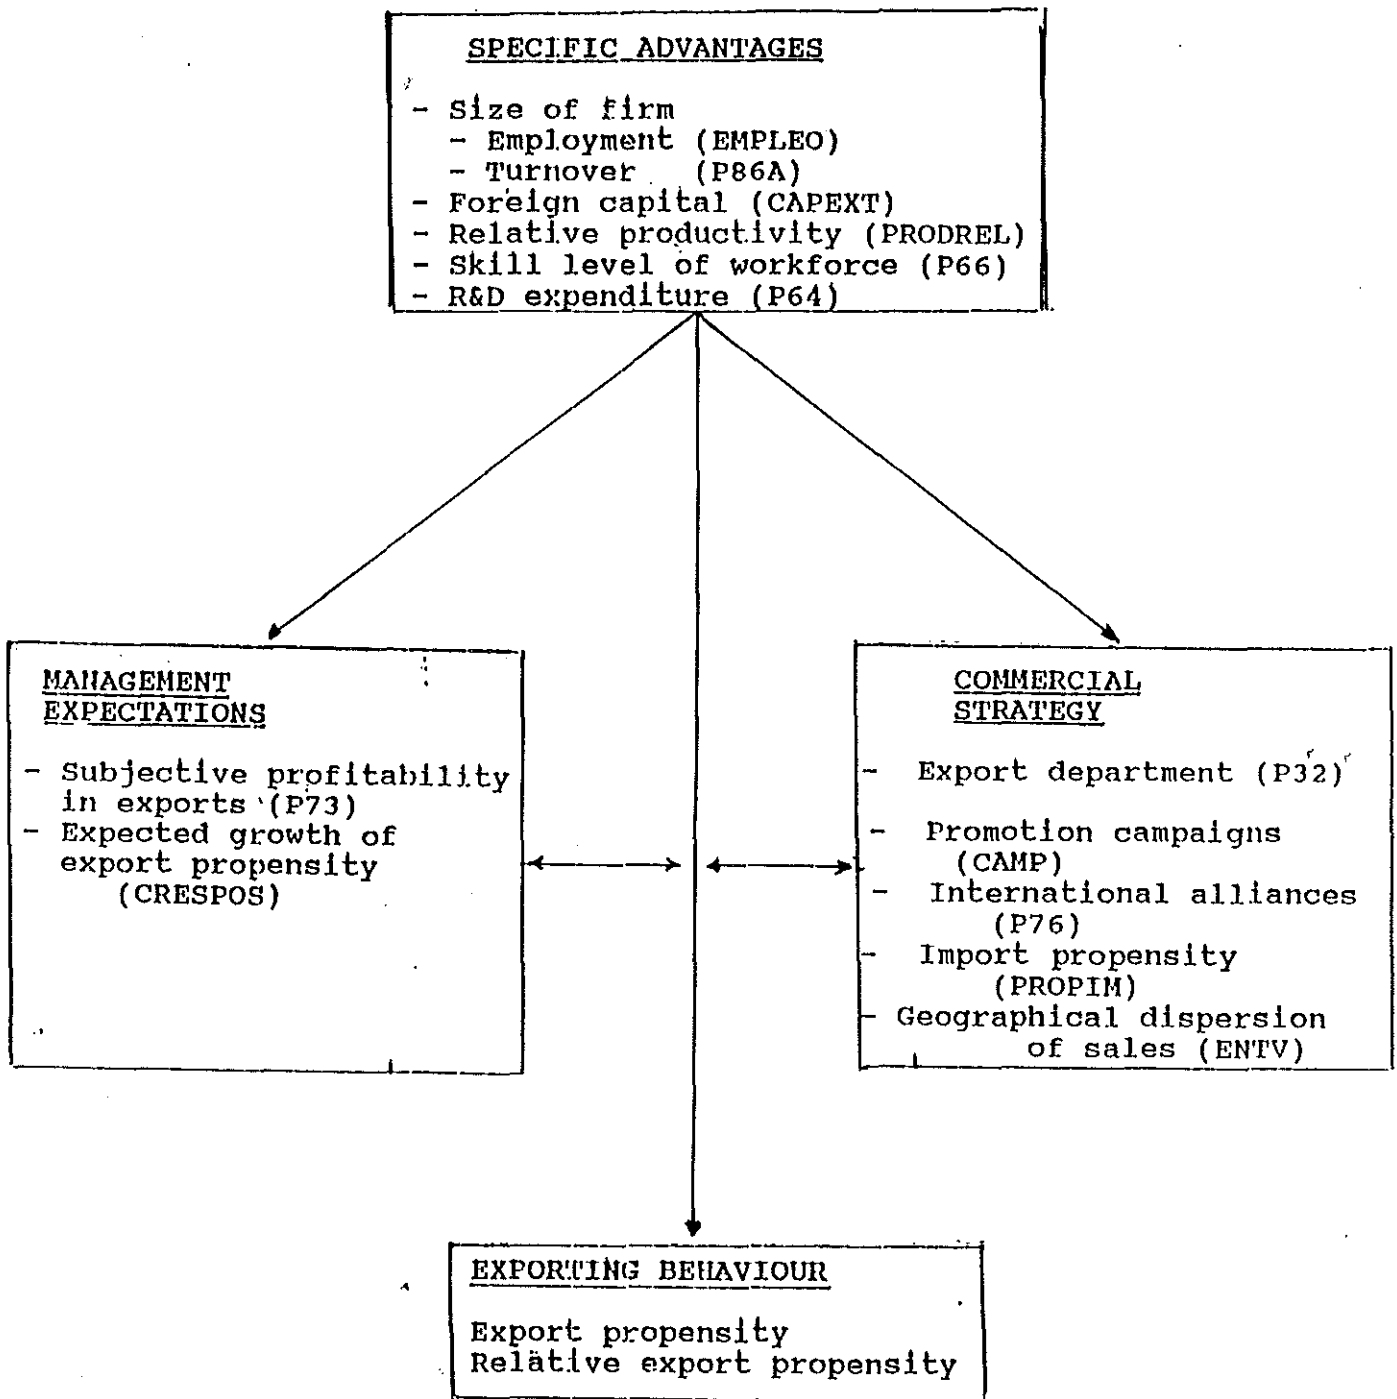 SPECIFIC ADVANTAGES
- Size of firm
- Employment (EMPLEO)
- Turnover (P86A)
- Foreign capital (CAPEXT)
- Relative productivity (PRODREL)
- Skill level of workforce (P66)
- R&D expenditure (P64)
MANAGEMENT
EXPECTATIONS
- Subjective profitability
in exports (P73)
- Expected growth of
export propensity
(CRESPOS)
COMMERCIAL
STRATEGY
- Export department (P32)
- Promotion campaigns
(CAMP)
- International alliances
(P76)
- Import propensity
(PROPIM)
- Geographical dispersion
of sales (ENTV)
EXPORTING BEHAVIOUR
Export propensity
Relative export propensity